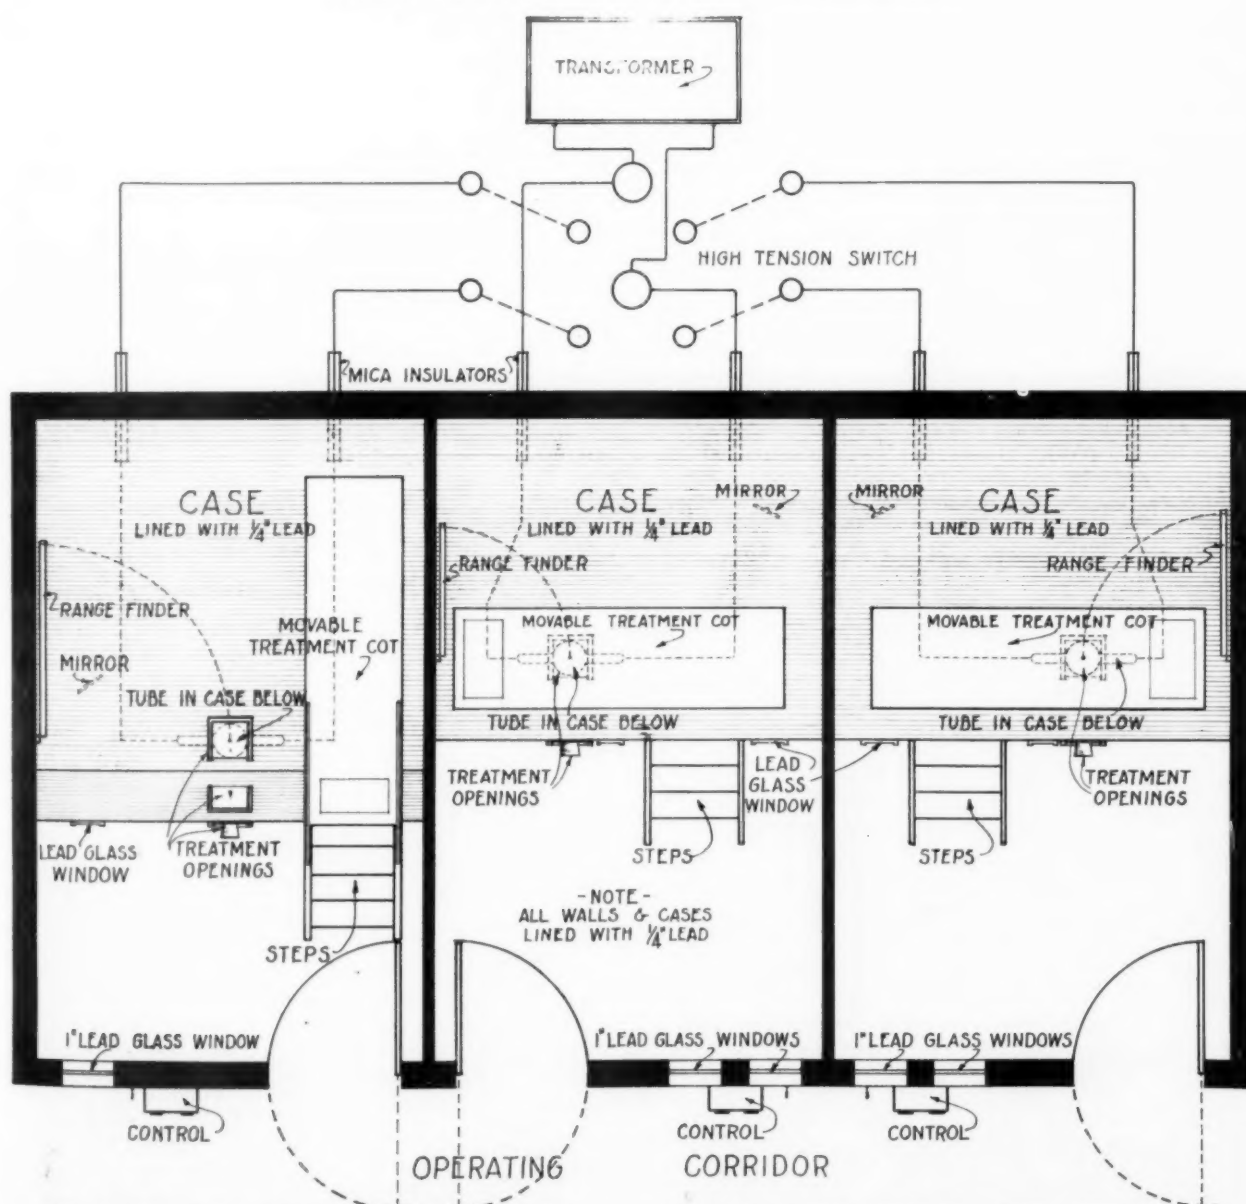 TRANSFORMER
HIGH TENSION SWITCH
MICA INSULATORS
CASE
LINED WITH 1/4" LEAD
RANGE FINDER
MIRROR
MOVABLE
TREATMENT COT
TUBE IN CASE BELOW
LEAD GLASS
WINDOW
TREATMENT
OPENINGS
STEPS
1" LEAD GLASS WINDOW
CONTROL
CASE
LINED WITH 1/4" LEAD
MIRROR
RANGE FINDER
MOVABLE TREATMENT COT
TUBE IN CASE BELOW
TREATMENT
OPENINGS
LEAD
GLASS
WINDOW
STEPS
- NOTE -
ALL WALLS & CASES
LINED WITH 1/4" LEAD
1" LEAD GLASS WINDOWS
CONTROL
MIRROR
CASE
LINED WITH 1/4" LEAD
RANGE FINDER
MOVABLE TREATMENT COT
TUBE IN CASE BELOW
TREATMENT
OPENINGS
STEPS
1" LEAD GLASS WINDOWS
CONTROL
OPERATING CORRIDOR